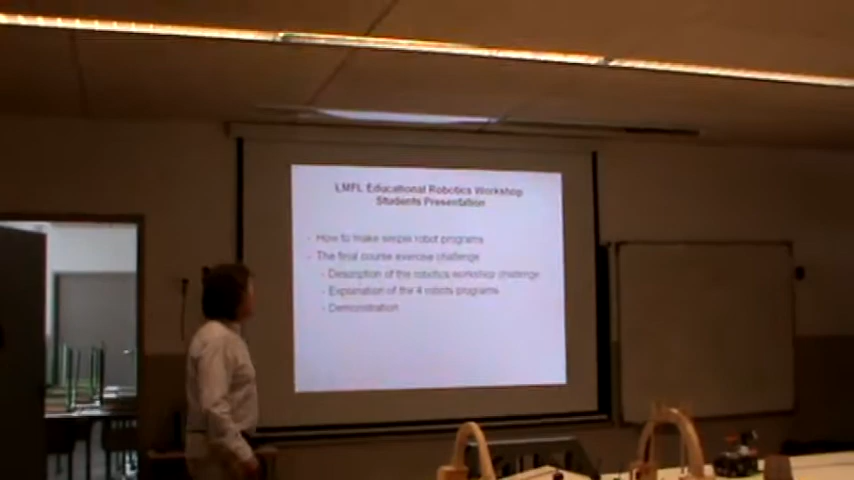 LMFL Educational Robotics Workshop
Students Presentation
- How to make simple robot programs
- The final course exercise challenge
- Description of the robotics workshop challenge
- Explanation of the 4 robots programs
- Demonstration